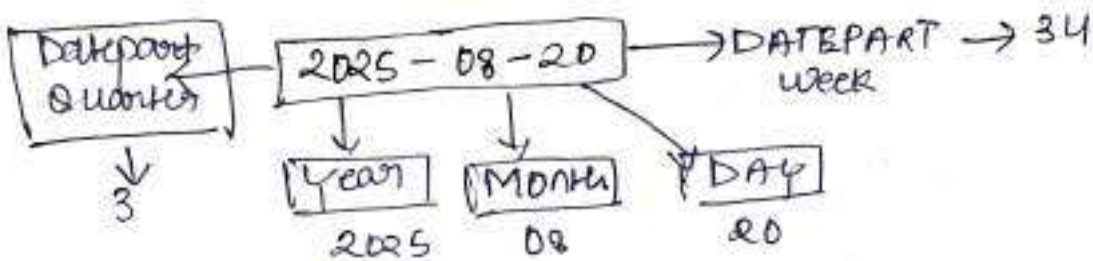 Datepart
Quarter
3
2025-08-20
DATEPART → 34
week
Year
2025
Month
08
DAY
20